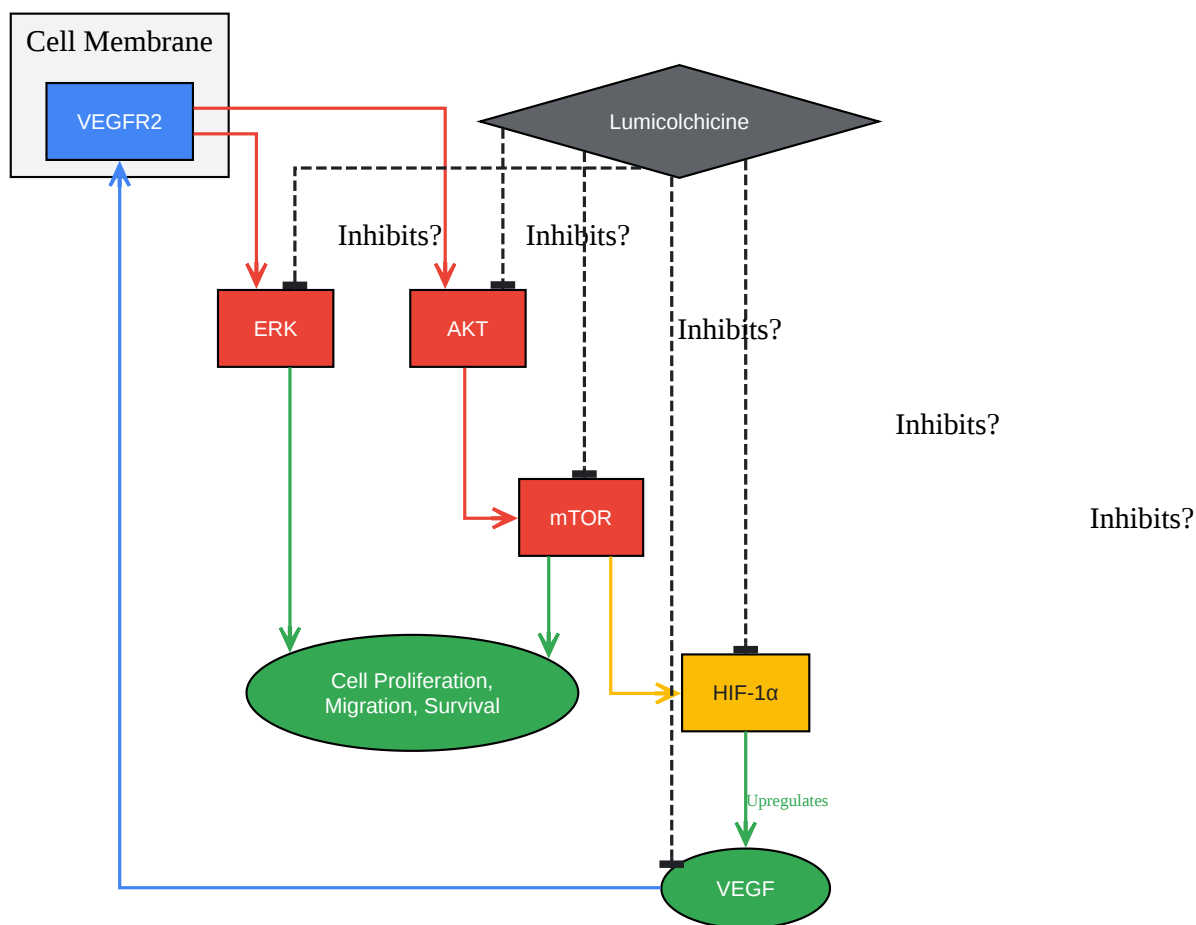 Cell Membrane
VEGFR2
Lumicolchicine
Inhibits?
Inhibits?
ERK
AKT
Inhibits?
Inhibits?
mTOR
Inhibits?
Cell Proliferation,
Migration, Survival
HIF-1α
Upregulates
VEGF